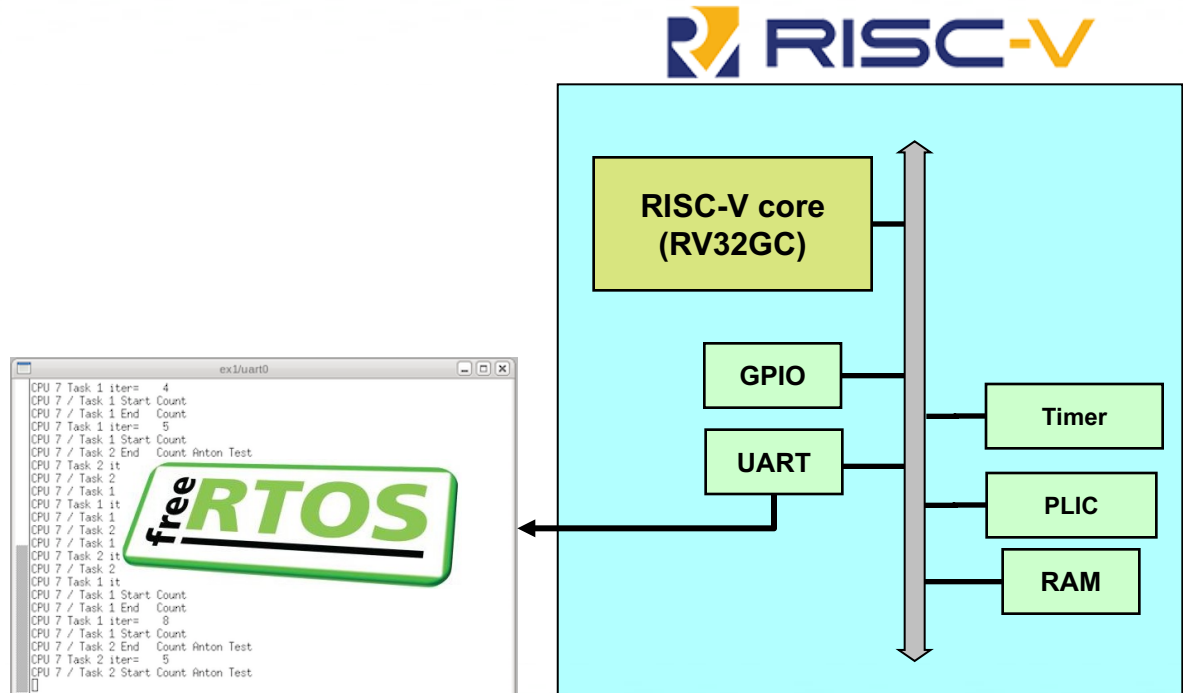 RISC-V
RISC-V core
(RV32GC)
GPIO
UART
Timer
PLIC
RAM
ex1/uart0
CPU 7 Task 1 iter= 4
CPU 7 / Task 1 Start Count
CPU 7 / Task 1 End Count
CPU 7 Task 1 iter= 5
CPU 7 / Task 1 Start Count
CPU 7 / Task 2 End Count Anton Test
CPU 7 Task 2 it
CPU 7 / Task 2
CPU 7 / Task 1
CPU 7 Task 1 it
CPU 7 / Task 1
CPU 7 / Task 2
CPU 7 / Task 1
CPU 7 Task 2 it
CPU 7 / Task 2
CPU 7 Task 1 it
CPU 7 / Task 1 Start Count
CPU 7 / Task 1 End Count
CPU 7 Task 1 iter= 8
CPU 7 / Task 1 Start Count
CPU 7 / Task 2 End Count Anton Test
CPU 7 Task 2 iter= 5
CPU 7 / Task 2 Start Count Anton Test
free RTOS